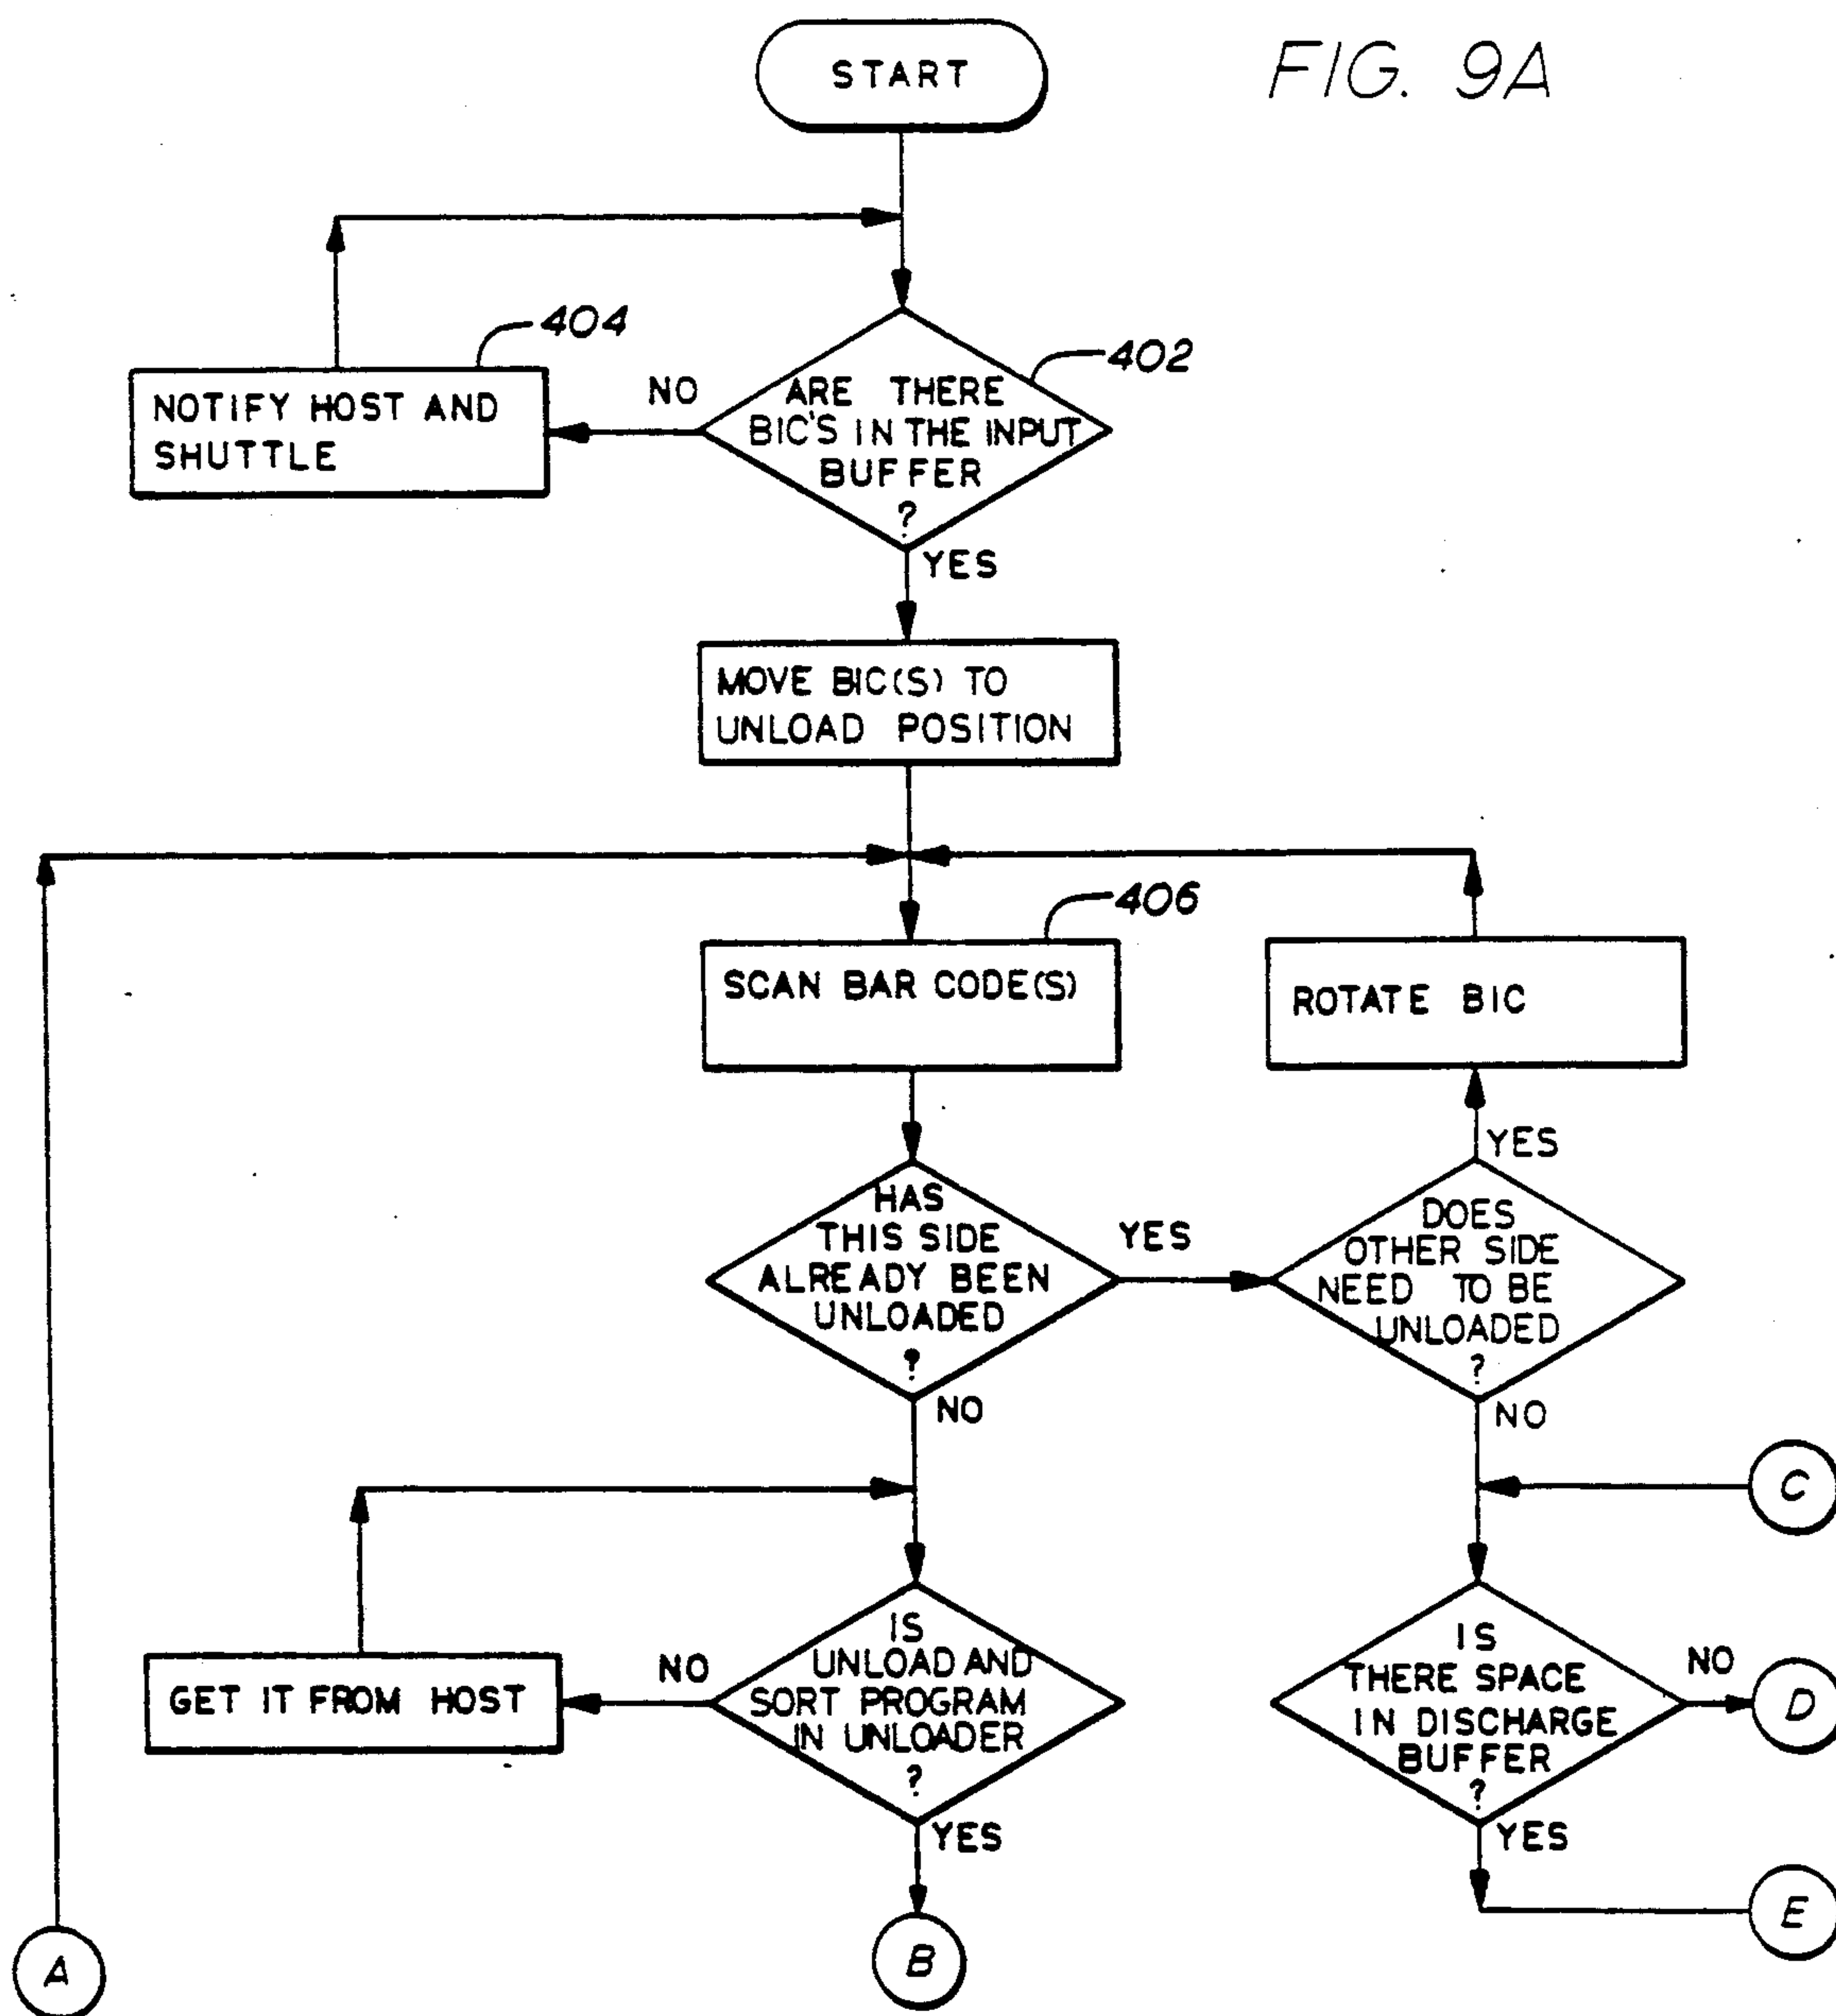 FIG. 9A
START
404
402
NOTIFY HOST AND
SHUTTLE
NO
ARE THERE
BIC'S IN THE INPUT
BUFFER
?
YES
MOVE BIC(S) TO
UNLOAD POSITION
406
SCAN BAR CODE(S)
ROTATE BIC
YES
HAS
THIS SIDE
ALREADY BEEN
UNLOADED
?
YES
DOES
OTHER SIDE
NEED TO BE
UNLOADED
?
NO
NO
C
GET IT FROM HOST
NO
IS
UNLOAD AND
SORT PROGRAM
IN UNLOADER
?
YES
IS
THERE SPACE
IN DISCHARGE
BUFFER
?
NO
D
YES
E
A
B